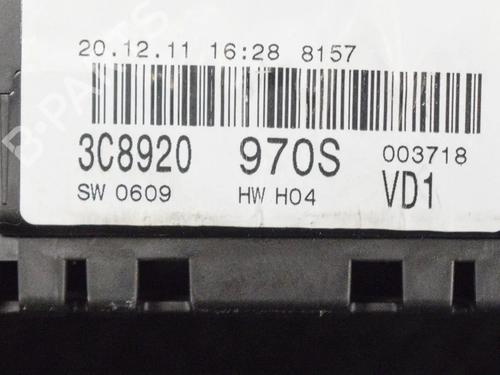 20.12.11 16:28 8157
3C8920 970S 003718
SW 0609 HW H04 VD1
B-PARTS